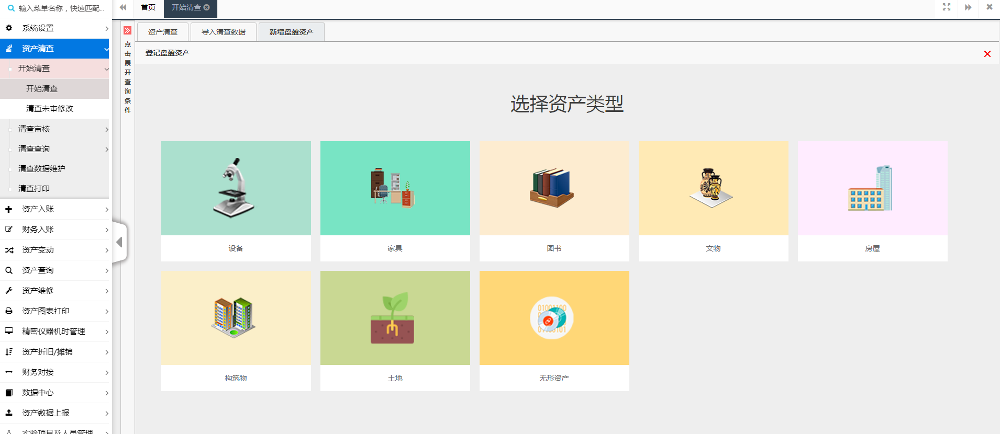 输入菜单名称，快速匹配...
首页
开始清查
系统设置
资产清查
开始清查
开始清查
清查未审修改
清查审核
清查查询
清查数据维护
清查打印
资产入账
财务入账
资产变动
资产查询
资产维修
资产图表打印
精密仪器机时管理
资产折旧/摊销
财务对接
数据中心
资产数据上报
实验项目及人员管理
点击展开查询条件
资产清查
导入清查数据
新增盘盈资产
登记盘盈资产
选择资产类型
设备
家具
图书
文物
房屋
01001100
构筑物
土地
无形资产